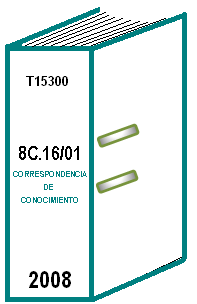 T15300
8C.16/01
CORRESPONDENCIA
DE
CONOCIMIENTO
2008